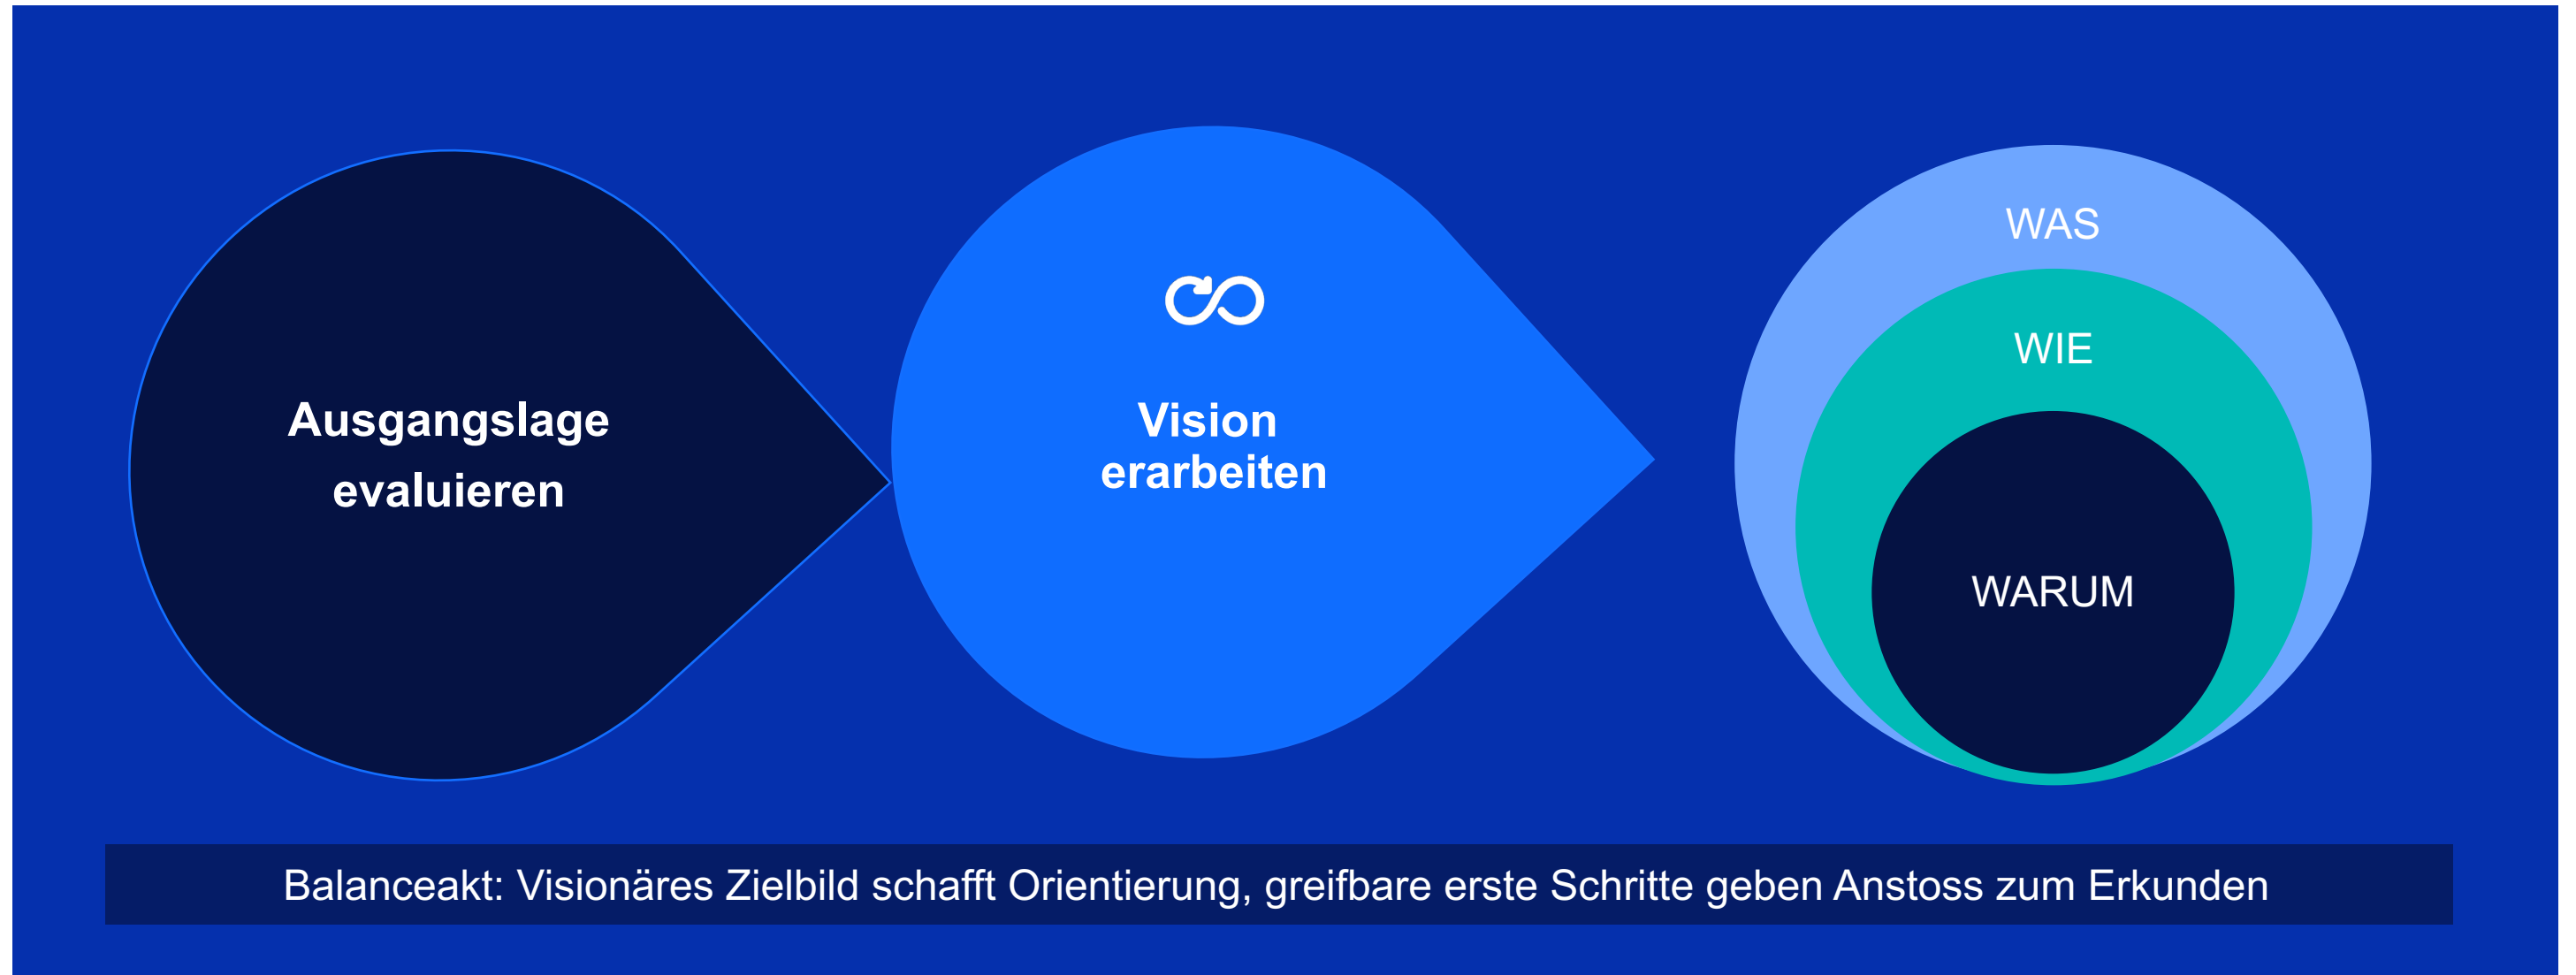 Ausgangslage
evaluieren
Vision
erarbeiten
WAS
WIE
WARUM
Balanceakt: Visionäres Zielbild schafft Orientierung, greifbare erste Schritte geben Anstoss zum Erkunden